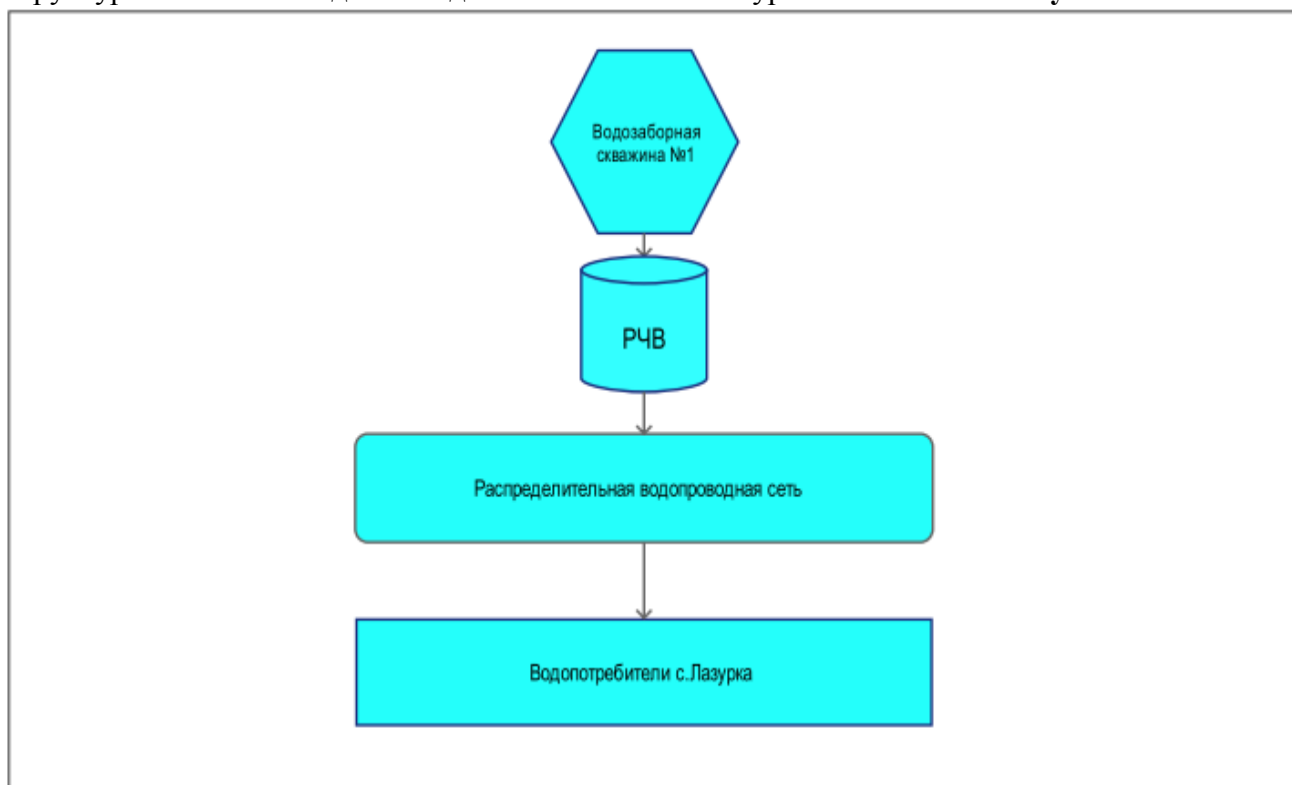 Водозаборная
скважина №1
РЧВ
Распределительная водопроводная сеть
Водопотребители с.Лазурка